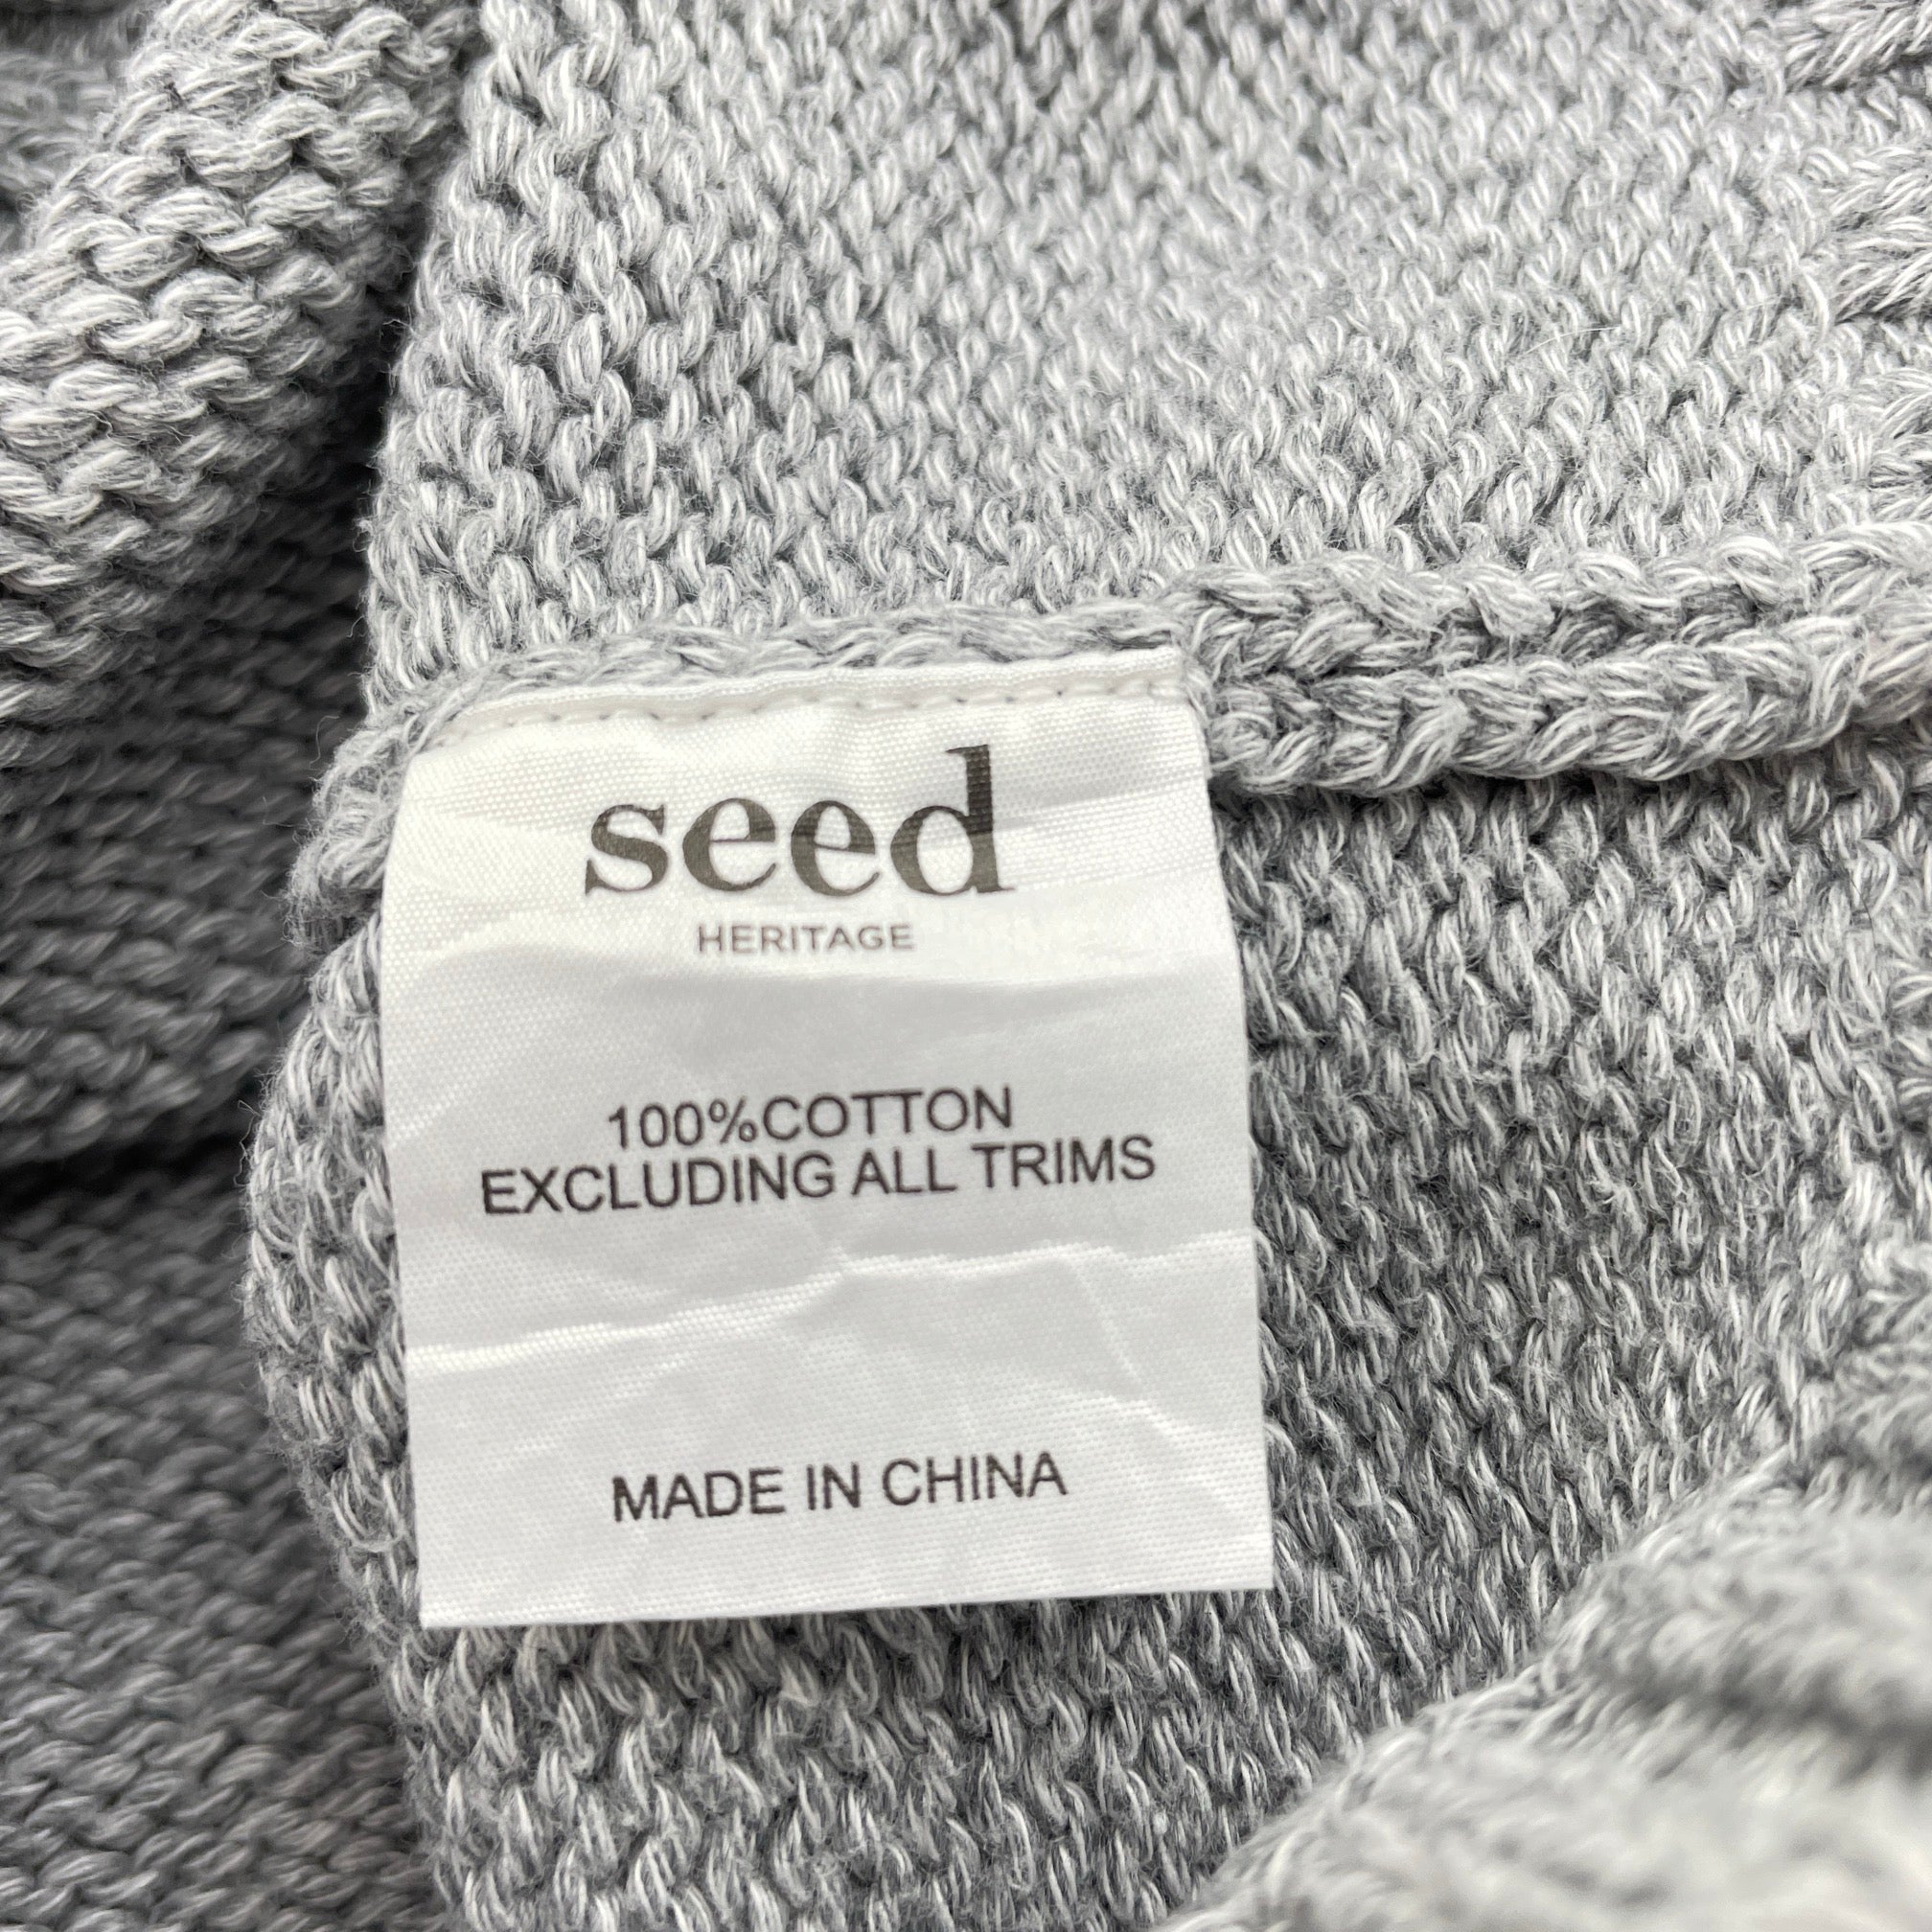 seed
HERITAGE
100%COTTON
EXCLUDING ALL TRIMS
MADE IN CHINA